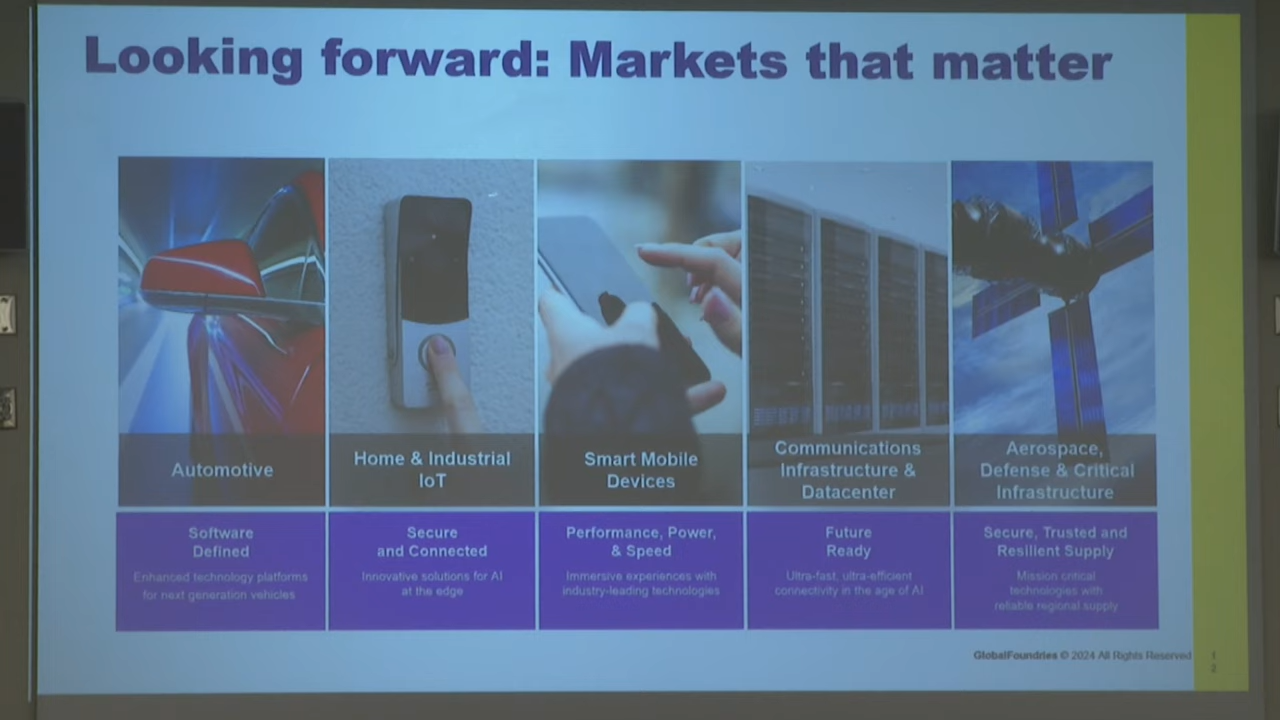 Looking forward: Markets that matter
Automotive
Home & Industrial
IoT
Smart Mobile
Devices
Communications
Infrastructure &
Datacenter
Aerospace,
Defense & Critical
Infrastructure
Software
Defined
Enhanced technology platforms
for next generation vehicles
Secure
and Connected
Innovative solutions for AI
at the edge
Performance, Power,
& Speed
Immersive experiences with
industry-leading technologies
Future
Ready
Ultra-fast, ultra-efficient
connectivity in the age of AI
Secure, Trusted and
Resilient Supply
Mission critical
technologies with
reliable regional supply
GlobalFoundries © 2024 All Rights Reserved